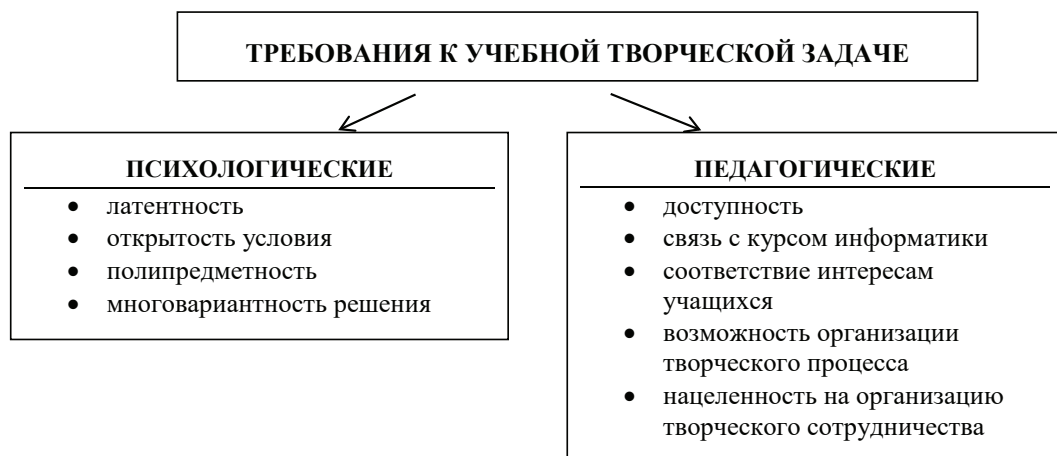 ТРЕБОВАНИЯ К УЧЕБНОЙ ТВОРЧЕСКОЙ ЗАДАЧЕ
ПСИХОЛОГИЧЕСКИЕ
• латентность
• открытость условия
• полипредметность
• многовариантность решения
ПЕДАГОГИЧЕСКИЕ
• доступность
• связь с курсом информатики
• соответствие интересам
учащихся
• возможность организации
творческого процесса
• нацеленность на организацию
творческого сотрудничества